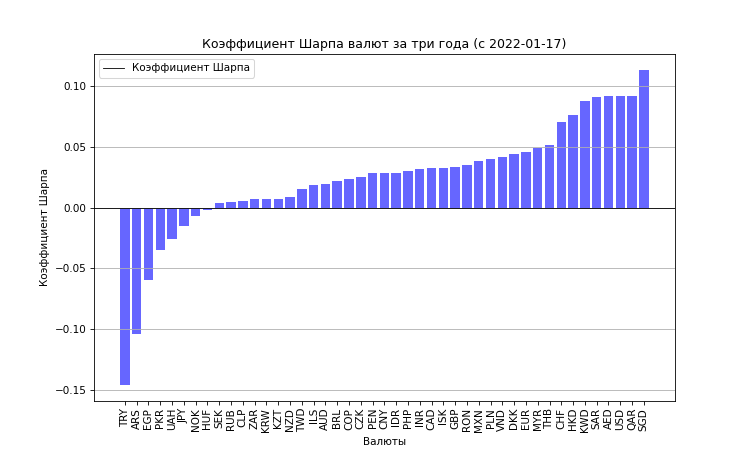 Коэффициент Шарпа валют за три года (с 2022-01-17)
Коэффициент Шарпа
0.10
0.05
0.00
−0.05
−0.10
−0.15
Коэффициент Шарпа
TRY
ARS
EGP
PKR
UAH
JPY
NOK
HUF
SEK
RUB
CLP
ZAR
KRW
KZT
NZD
TWD
ILS
AUD
BRL
COP
CZK
PEN
CNY
IDR
PHP
INR
CAD
ISK
GBP
RON
MXN
PLN
VND
DKK
EUR
MYR
THB
CHF
HKD
KWD
SAR
AED
USD
QAR
SGD
Валюты